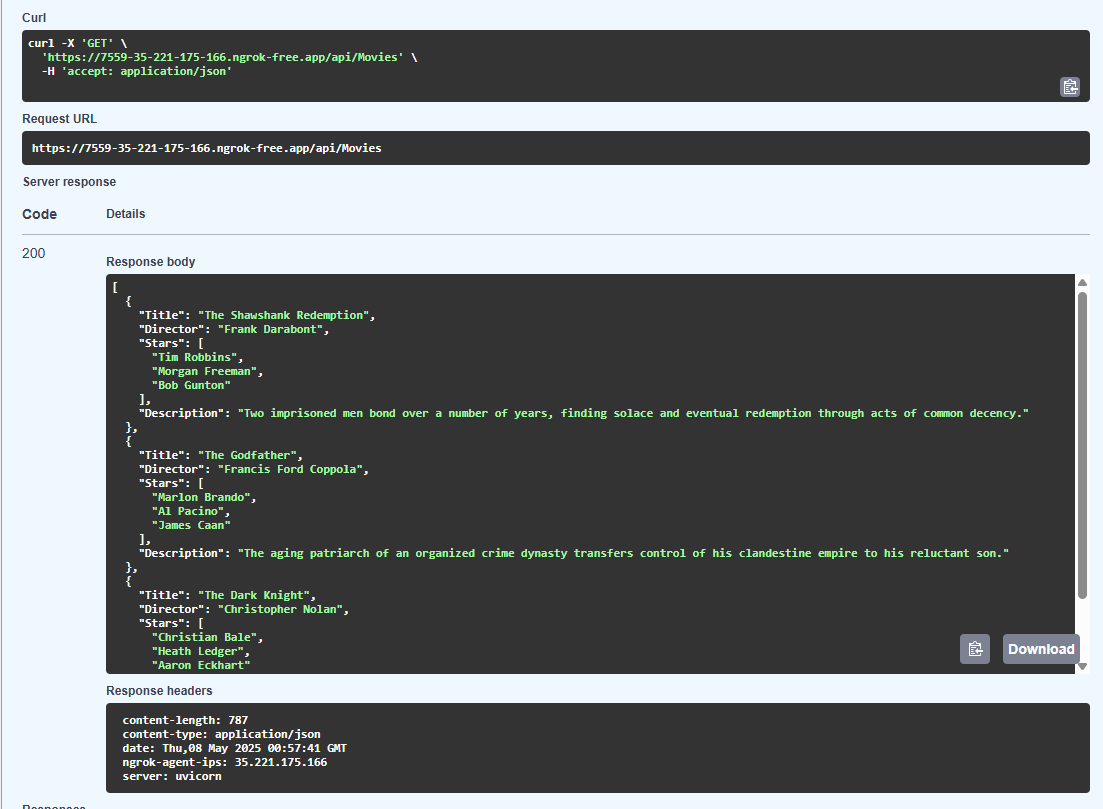 Curl
curl -X 'GET' \
  'https://7559-35-221-175-166.ngrok-free.app/api/Movies' \
  -H 'accept: application/json'
Request URL
https://7559-35-221-175-166.ngrok-free.app/api/Movies
Server response
Code Details
200
Response body
[
  {
    "Title": "The Shawshank Redemption",
    "Director": "Frank Darabont",
    "Stars": [
      "Tim Robbins",
      "Morgan Freeman",
      "Bob Gunton"
    ],
    "Description": "Two imprisoned men bond over a number of years, finding solace and eventual redemption through acts of common decency."
  },
  {
    "Title": "The Godfather",
    "Director": "Francis Ford Coppola",
    "Stars": [
      "Marlon Brando",
      "Al Pacino",
      "James Caan"
    ],
    "Description": "The aging patriarch of an organized crime dynasty transfers control of his clandestine empire to his reluctant son."
  },
  {
    "Title": "The Dark Knight",
    "Director": "Christopher Nolan",
    "Stars": [
      "Christian Bale",
      "Heath Ledger",
      "Aaron Eckhart"
Download
Response headers
content-length: 787
content-type: application/json
date: Thu,08 May 2025 00:57:41 GMT
ngrok-agent-ips: 35.221.175.166
server: uvicorn
Responses